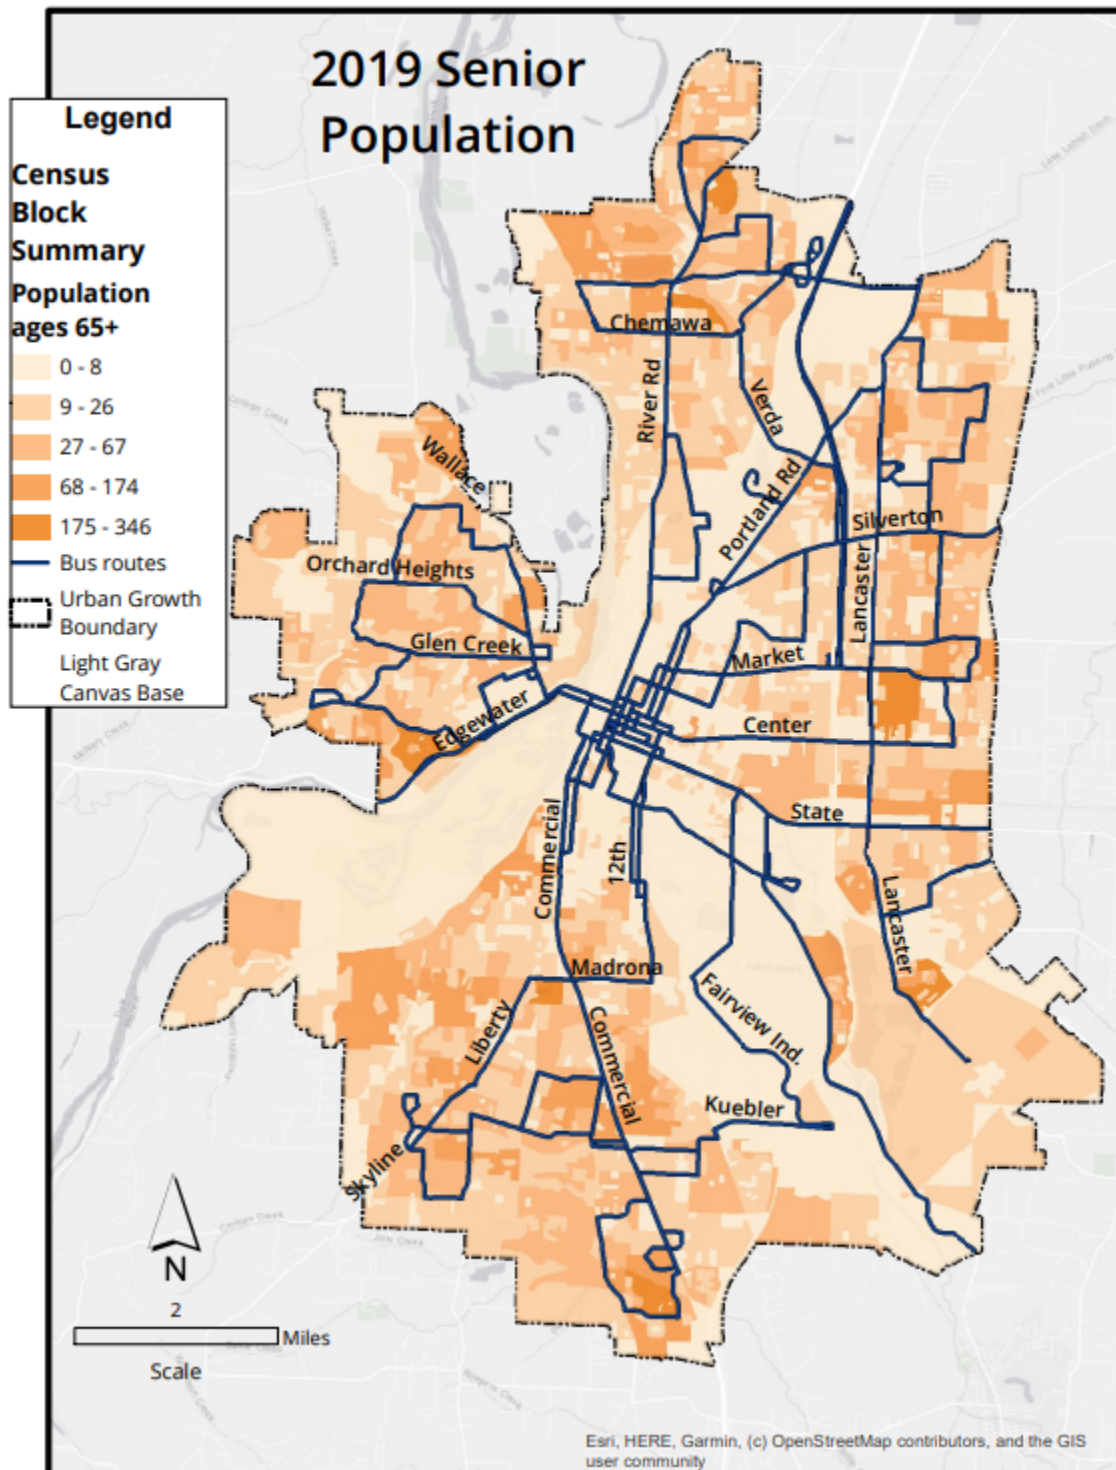 2019 Senior
Population
Legend
Census
Block
Summary
Population
ages 65+
0 - 8
9 - 26
27 - 67
68 - 174
175 - 346
Bus routes
Urban Growth
Boundary
Light Gray
Canvas Base
Chemawa
River Rd
Verda
Portland Rd
Silverton
Lancaster
Wallace
Orchard Heights
Glen Creek
Edgewater
Market
Center
State
Commercial
12th
Lancaster
Madrona
Liberty
Commercial
Fairview Ind.
Kuebler
Skyline
N
2
Miles
Scale
Esri, HERE, Garmin, (c) OpenStreetMap contributors, and the GIS
user community